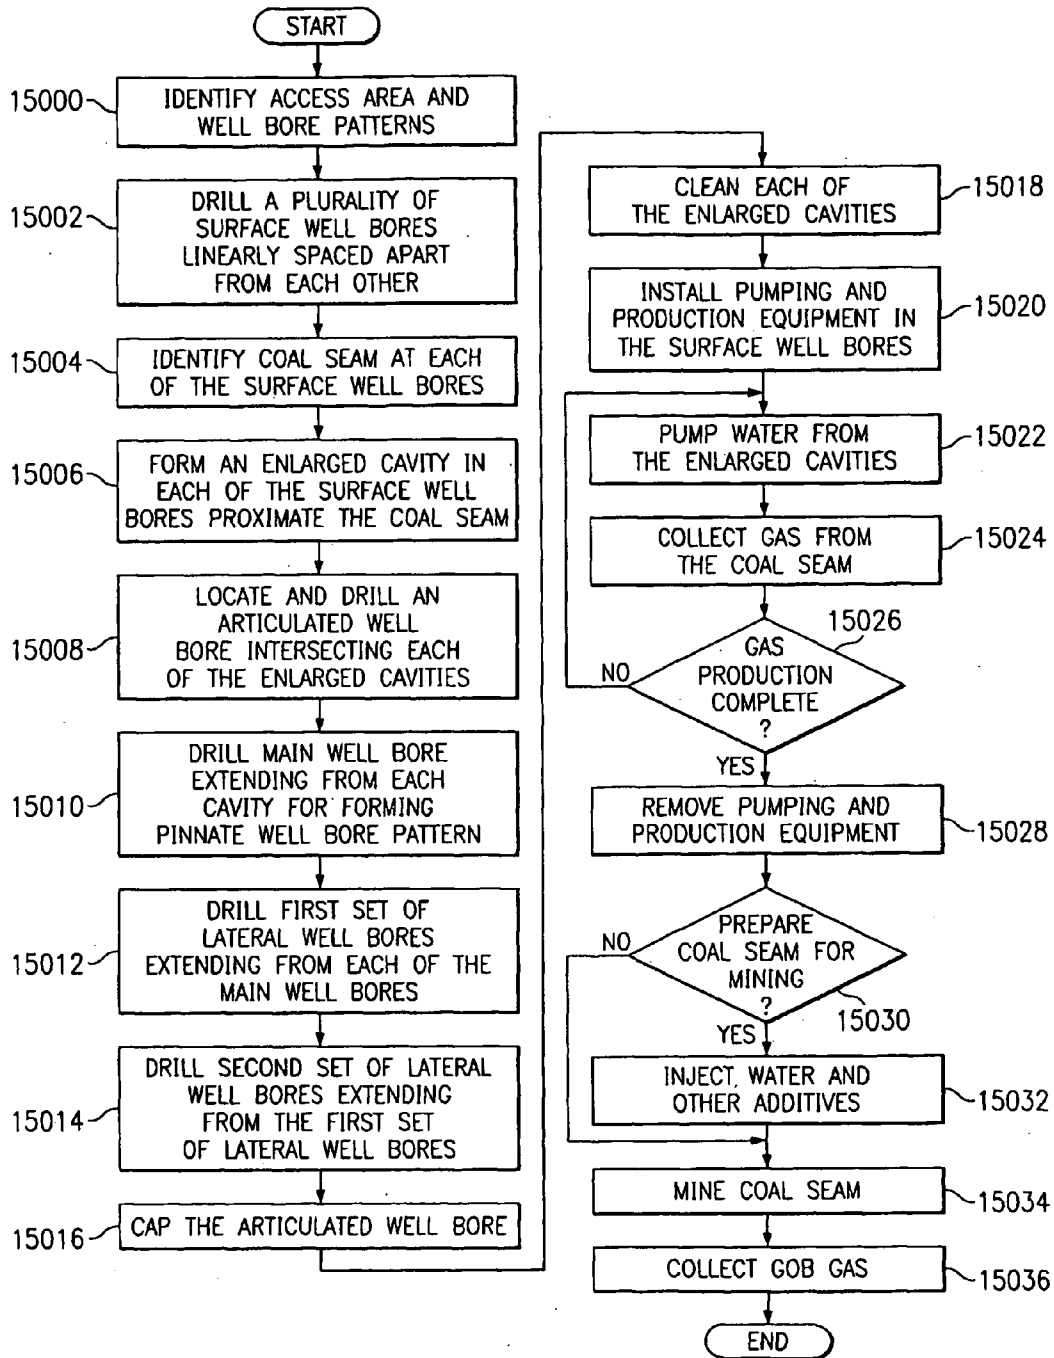 START
15000
IDENTIFY ACCESS AREA AND
WELL BORE PATTERNS
15002
DRILL A PLURALITY OF
SURFACE WELL BORES
LINEARLY SPACED APART
FROM EACH OTHER
15004
IDENTIFY COAL SEAM AT EACH
OF THE SURFACE WELL BORES
15006
FORM AN ENLARGED CAVITY IN
EACH OF THE SURFACE WELL
BORES PROXIMATE THE COAL SEAM
15008
LOCATE AND DRILL AN
ARTICULATED WELL
BORE INTERSECTING EACH
OF THE ENLARGED CAVITIES
15010
DRILL MAIN WELL BORE
EXTENDING FROM EACH
CAVITY FOR FORMING
PINNATE WELL BORE PATTERN
15012
DRILL FIRST SET OF
LATERAL WELL BORES
EXTENDING FROM EACH OF THE
MAIN WELL BORES
15014
DRILL SECOND SET OF LATERAL
WELL BORES EXTENDING
FROM THE FIRST SET
OF LATERAL WELL BORES
15016
CAP THE ARTICULATED WELL BORE
CLEAN EACH OF
THE ENLARGED CAVITIES
15018
INSTALL PUMPING AND
PRODUCTION EQUIPMENT IN
THE SURFACE WELL BORES
15020
PUMP WATER FROM
THE ENLARGED CAVITIES
15022
COLLECT GAS FROM
THE COAL SEAM
15024
15026
GAS
PRODUCTION
COMPLETE
?
NO
YES
REMOVE PUMPING AND
PRODUCTION EQUIPMENT
15028
PREPARE
COAL SEAM FOR
MINING
?
NO
15030
YES
INJECT WATER AND
OTHER ADDITIVES
15032
MINE COAL SEAM
15034
COLLECT GOB GAS
15036
END